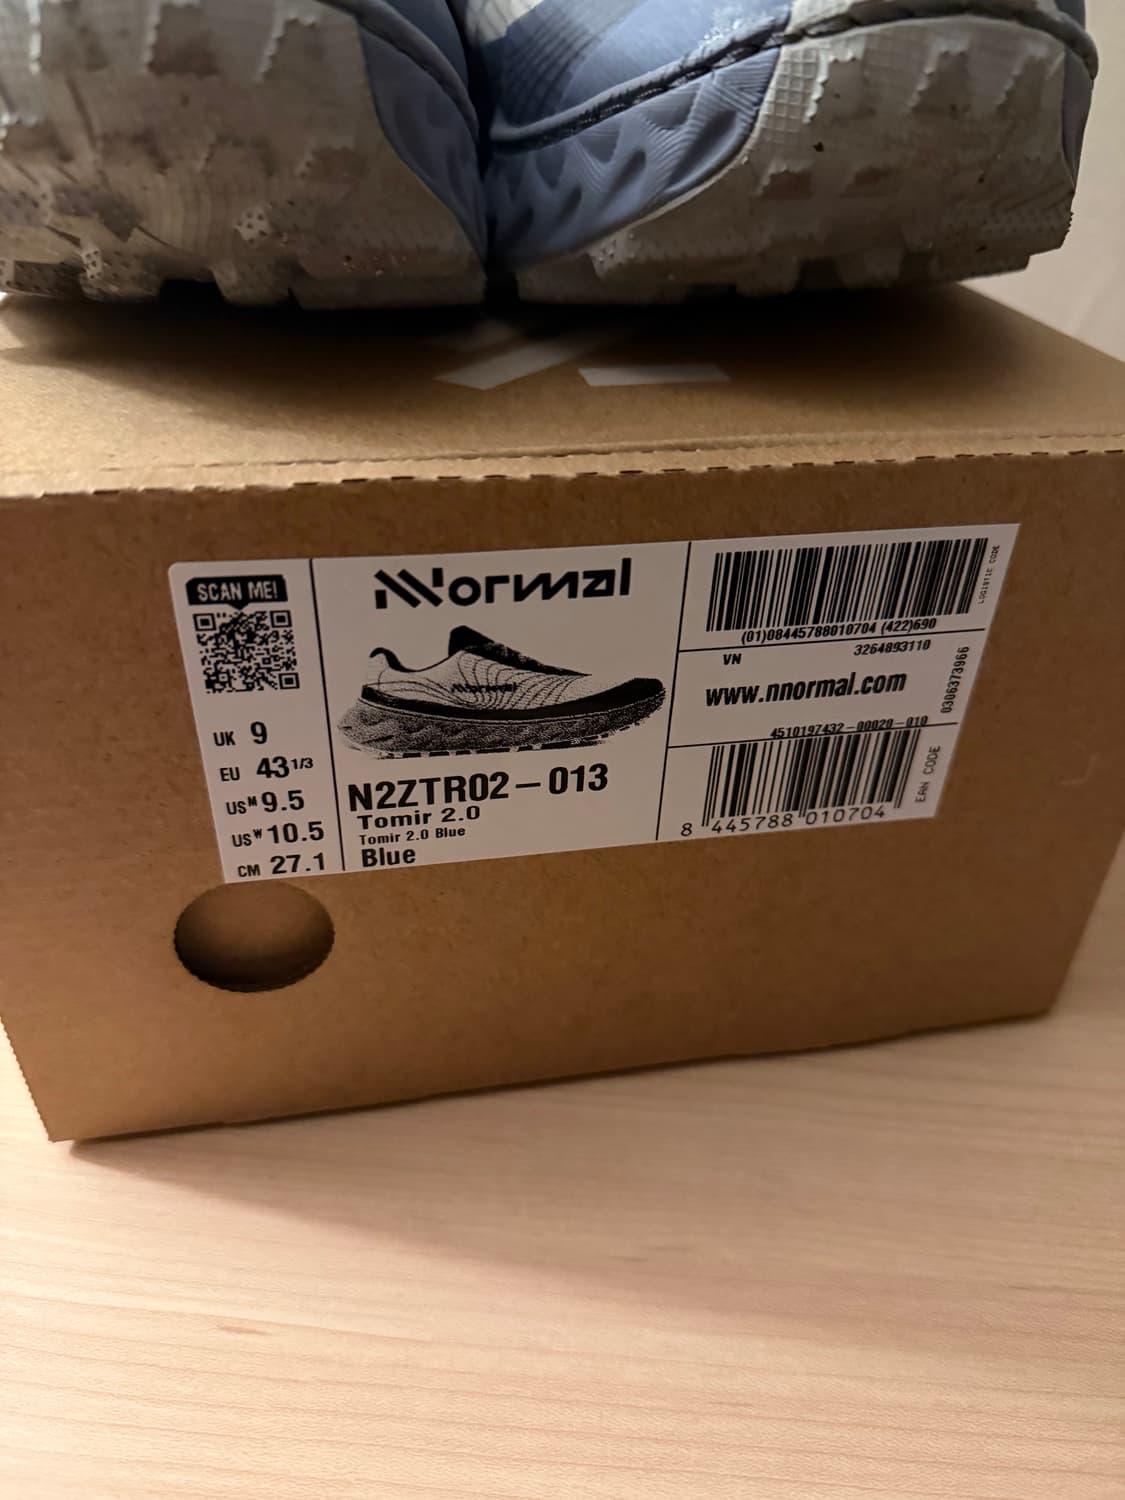 SCAN ME!
UK 9
EU 43 1/3
US M 9.5
US W 10.5
CM 27.1
NNormal
NNormal
N2ZTR02-013
Tomir 2.0
Tomir 2.0 Blue
Blue
(01)08445788010704 (422)690
LOGISTIC CODE
VN
3264893110
www.nnormal.com
0306373966
4510197432-00020-010
8 445788 010704
EAN CODE